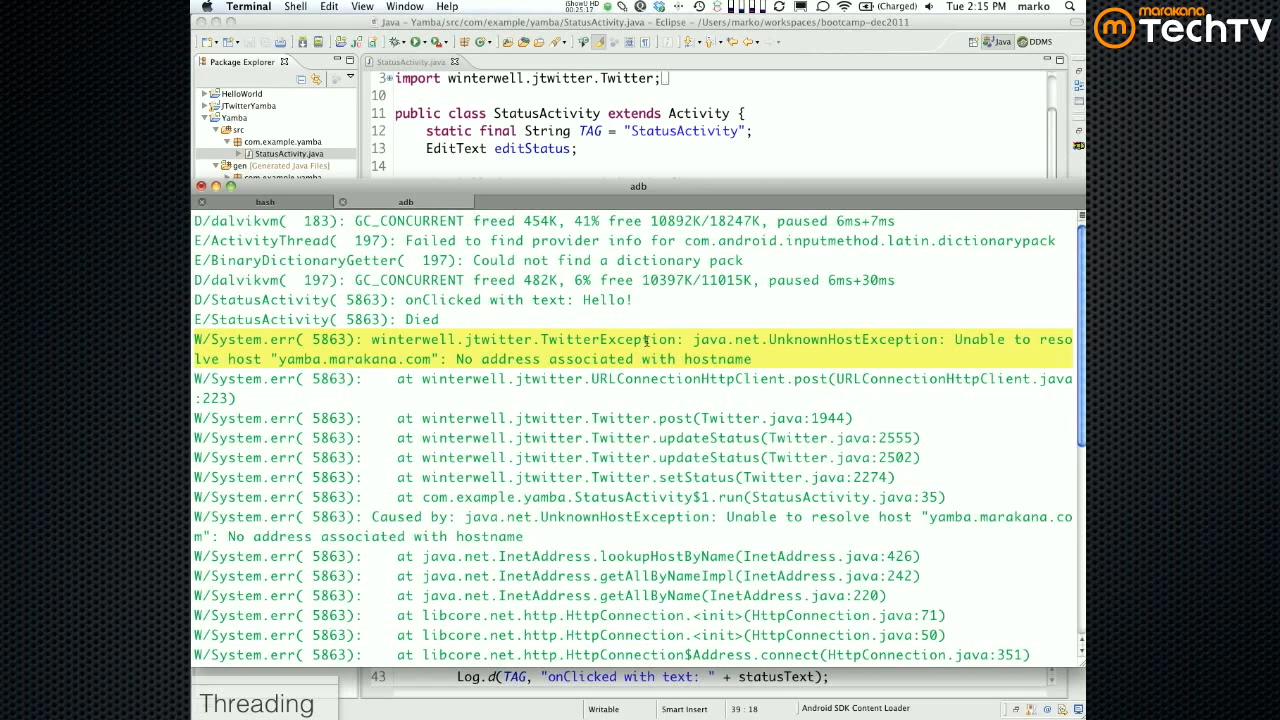 Terminal Shell Edit View Window Help
iShowU HD
00:25.17
(Charged) Tue 2:15 PM marko
Java – Yamba/src/com/example/yamba/StatusActivity.java – Eclipse – /Users/marko/workspaces/bootcamp-dec2011
marakana
TechTV
Java DDMS
Package Explorer
StatusActivity.java
HelloWorld
JTwitterYamba
Yamba
src
com.example.yamba
StatusActivity.java
gen [Generated Java Files]
com.example.yamba
3 import winterwell.jtwitter.Twitter;
10
11 public class StatusActivity extends Activity {
12 static final String TAG = "StatusActivity";
13 EditText editStatus;
14
adb
bash adb
D/dalvikvm( 183): GC_CONCURRENT freed 454K, 41% free 10892K/18247K, paused 6ms+7ms
E/ActivityThread( 197): Failed to find provider info for com.android.inputmethod.latin.dictionarypack
E/BinaryDictionaryGetter( 197): Could not find a dictionary pack
D/dalvikvm( 197): GC_CONCURRENT freed 482K, 6% free 10397K/11015K, paused 6ms+30ms
D/StatusActivity( 5863): onClicked with text: Hello!
E/StatusActivity( 5863): Died
W/System.err( 5863): winterwell.jtwitter.TwitterException: java.net.UnknownHostException: Unable to reso
lve host "yamba.marakana.com": No address associated with hostname
W/System.err( 5863): at winterwell.jtwitter.URLConnectionHttpClient.post(URLConnectionHttpClient.java
:223)
W/System.err( 5863): at winterwell.jtwitter.Twitter.post(Twitter.java:1944)
W/System.err( 5863): at winterwell.jtwitter.Twitter.updateStatus(Twitter.java:2555)
W/System.err( 5863): at winterwell.jtwitter.Twitter.updateStatus(Twitter.java:2502)
W/System.err( 5863): at winterwell.jtwitter.Twitter.setStatus(Twitter.java:2274)
W/System.err( 5863): at com.example.yamba.StatusActivity$1.run(StatusActivity.java:35)
W/System.err( 5863): Caused by: java.net.UnknownHostException: Unable to resolve host "yamba.marakana.co
m": No address associated with hostname
W/System.err( 5863): at java.net.InetAddress.lookupHostByName(InetAddress.java:426)
W/System.err( 5863): at java.net.InetAddress.getAllByNameImpl(InetAddress.java:242)
W/System.err( 5863): at java.net.InetAddress.getAllByName(InetAddress.java:220)
W/System.err( 5863): at libcore.net.http.HttpConnection.<init>(HttpConnection.java:71)
W/System.err( 5863): at libcore.net.http.HttpConnection.<init>(HttpConnection.java:50)
W/System.err( 5863): at libcore.net.http.HttpConnection$Address.connect(HttpConnection.java:351)
43 Log.d(TAG, "onClicked with text: " + statusText);
Threading
Writable Smart Insert 39 : 18 Android SDK Content Loader